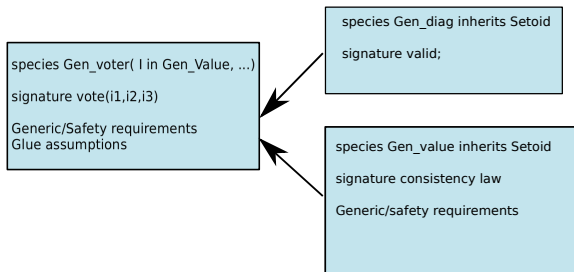 species Gen_voter( I in Gen_Value, ...)
signature vote(i1,i2,i3)
Generic/Safety requirements
Glue assumptions
species Gen_diag inherits Setoid
signature valid;
species Gen_value inherits Setoid
signature consistency law
Generic/safety requirements